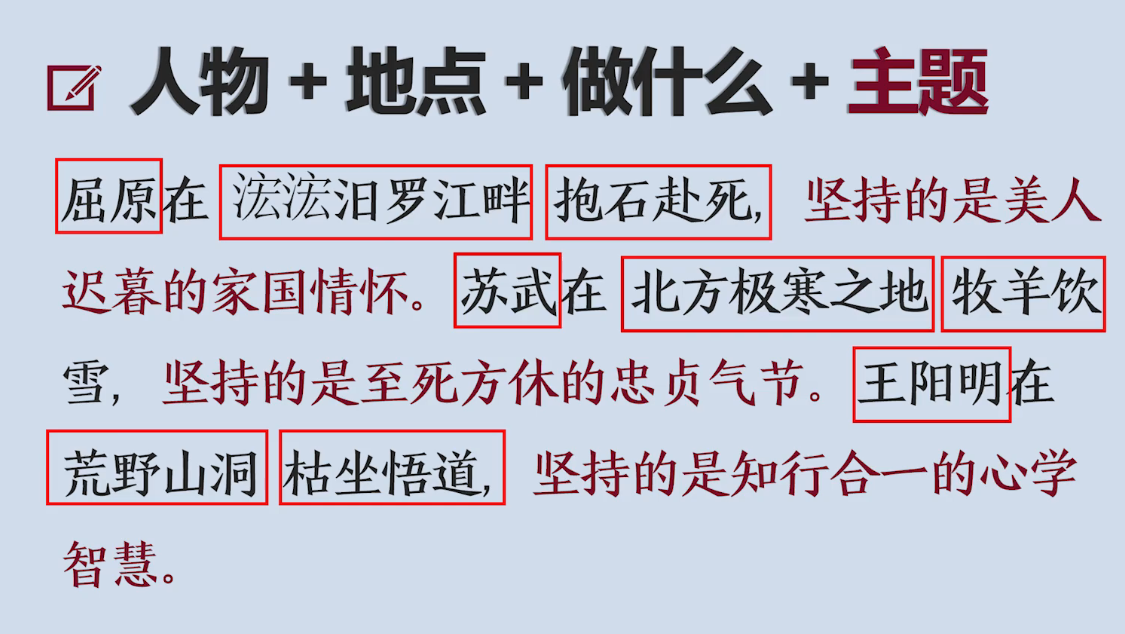 人物+地点+做什么+主题
屈原在浤浤汨罗江畔抱石赴死，坚持的是美人
迟暮的家国情怀。苏武在北方极寒之地牧羊饮
雪，坚持的是至死方休的忠贞气节。王阳明在
荒野山洞枯坐悟道，坚持的是知行合一的心学
智慧。